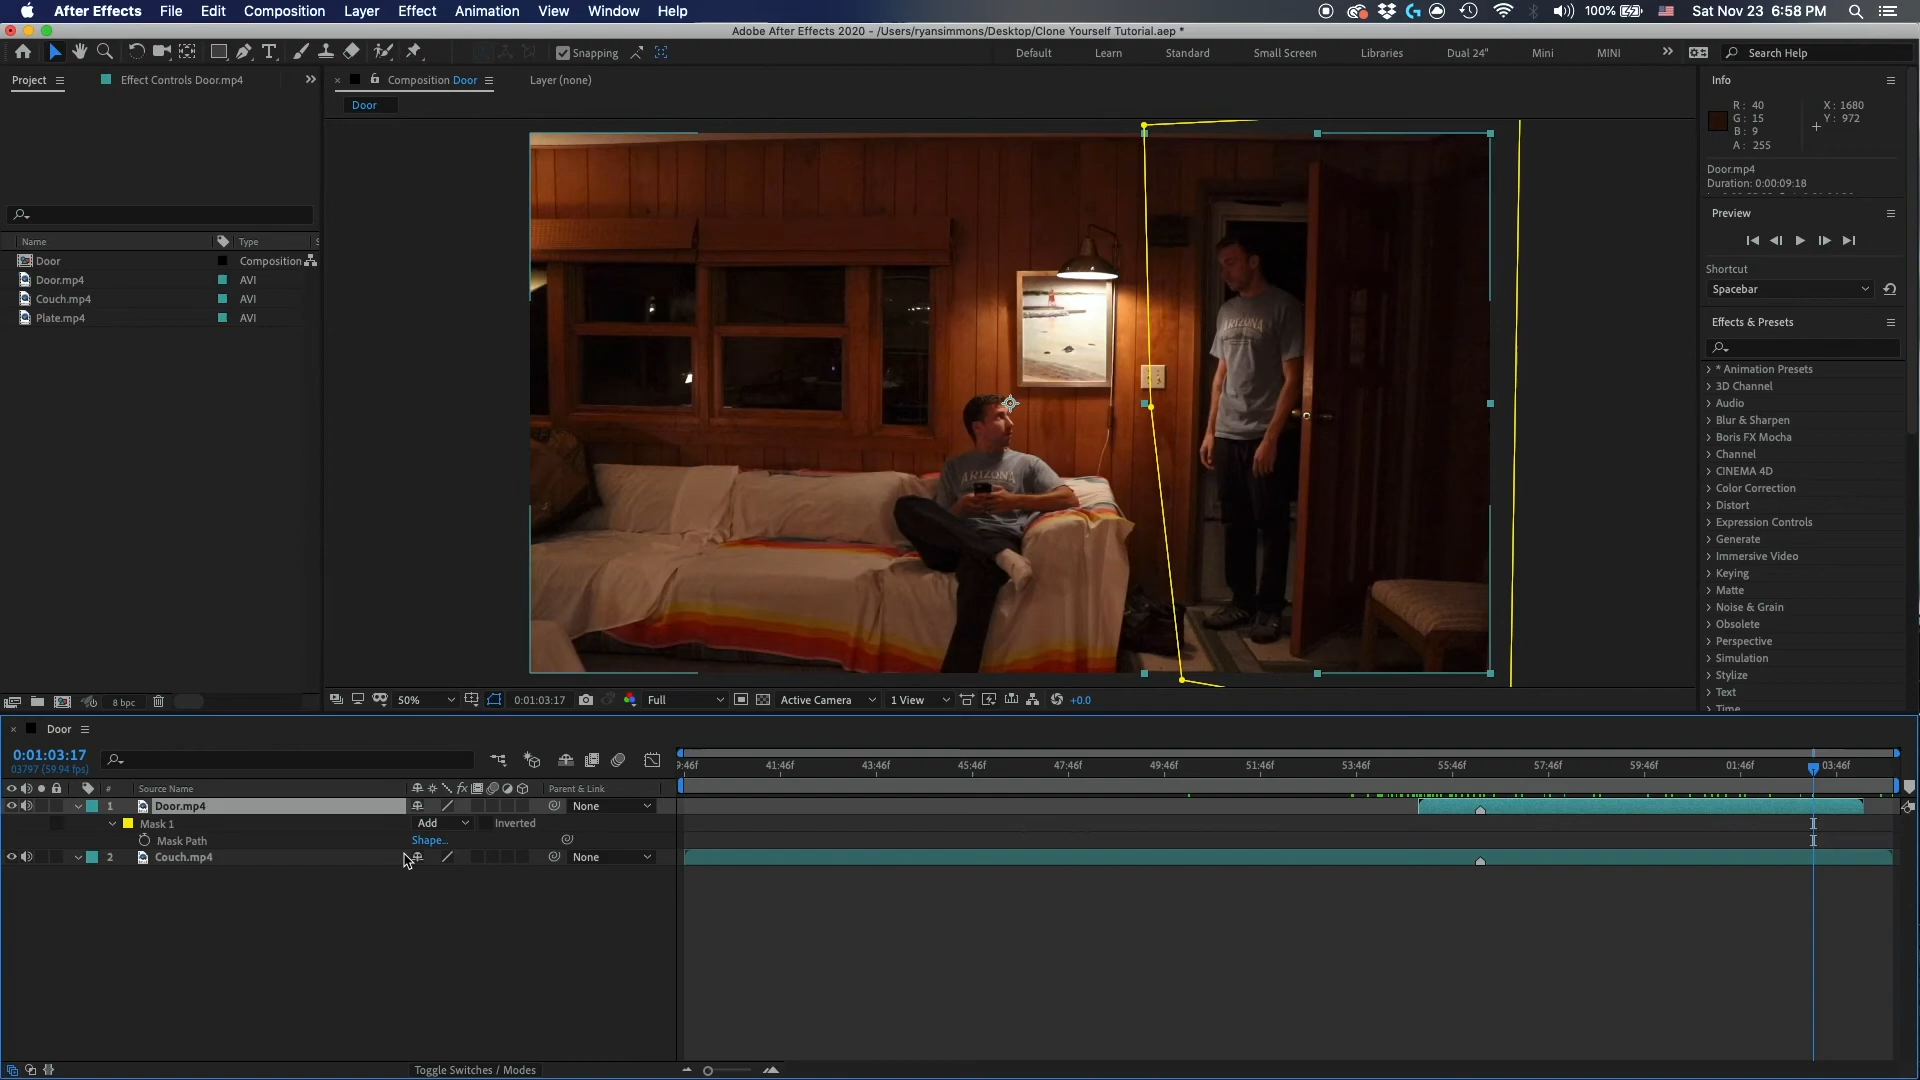 After Effects File Edit Composition Layer Effect Animation View Window Help
100% Sat Nov 23 6:58 PM
Adobe After Effects 2020 - /Users/ryansimmons/Desktop/Clone Yourself Tutorial.aep *
Snapping Default Learn Standard Small Screen Libraries Dual 24" Mini MINI Search Help
Project Effect Controls Door.mp4 Composition Door Layer (none) Info
Door
R: 40 X: 1680
G: 15 Y: 972
B: 9
A: 255
Door.mp4
Duration: 0:00:09:18
Preview
Name Type
Door Composition
Door.mp4 AVI
Couch.mp4 AVI
Plate.mp4 AVI
Shortcut
Spacebar
Effects & Presets
* Animation Presets
3D Channel
Audio
Blur & Sharpen
Boris FX Mocha
Channel
CINEMA 4D
Color Correction
Distort
Expression Controls
Generate
Immersive Video
Keying
Matte
Noise & Grain
Obsolete
Perspective
Simulation
Stylize
Text
Time
ARIZONA
ARIZONA
8 bpc 50% 0:01:03:17 Full Active Camera 1 View +0.0
Door
0:01:03:17
03797 (59.94 fps)
9:46f 41:46f 43:46f 45:46f 47:46f 49:46f 51:46f 53:46f 55:46f 57:46f 59:46f 01:46f 03:46f
# Source Name fx Parent & Link
1 Door.mp4 None
Mask 1 Add Inverted
Mask Path Shape...
2 Couch.mp4 None
Toggle Switches / Modes